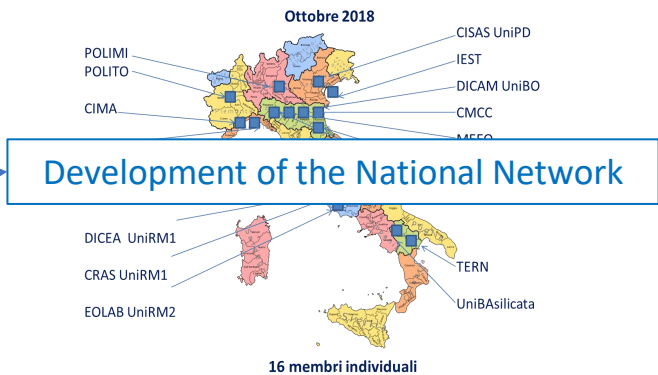 Ottobre 2018
CISAS UniPD
POLIMI
IEST
POLITO
DICAM UniBO
CIMA
CMCC
Development of the National Network
DICEA UniRM1
TERN
CRAS UniRM1
UniBAsilicata
EOLAB UniRM2
16 membri individuali